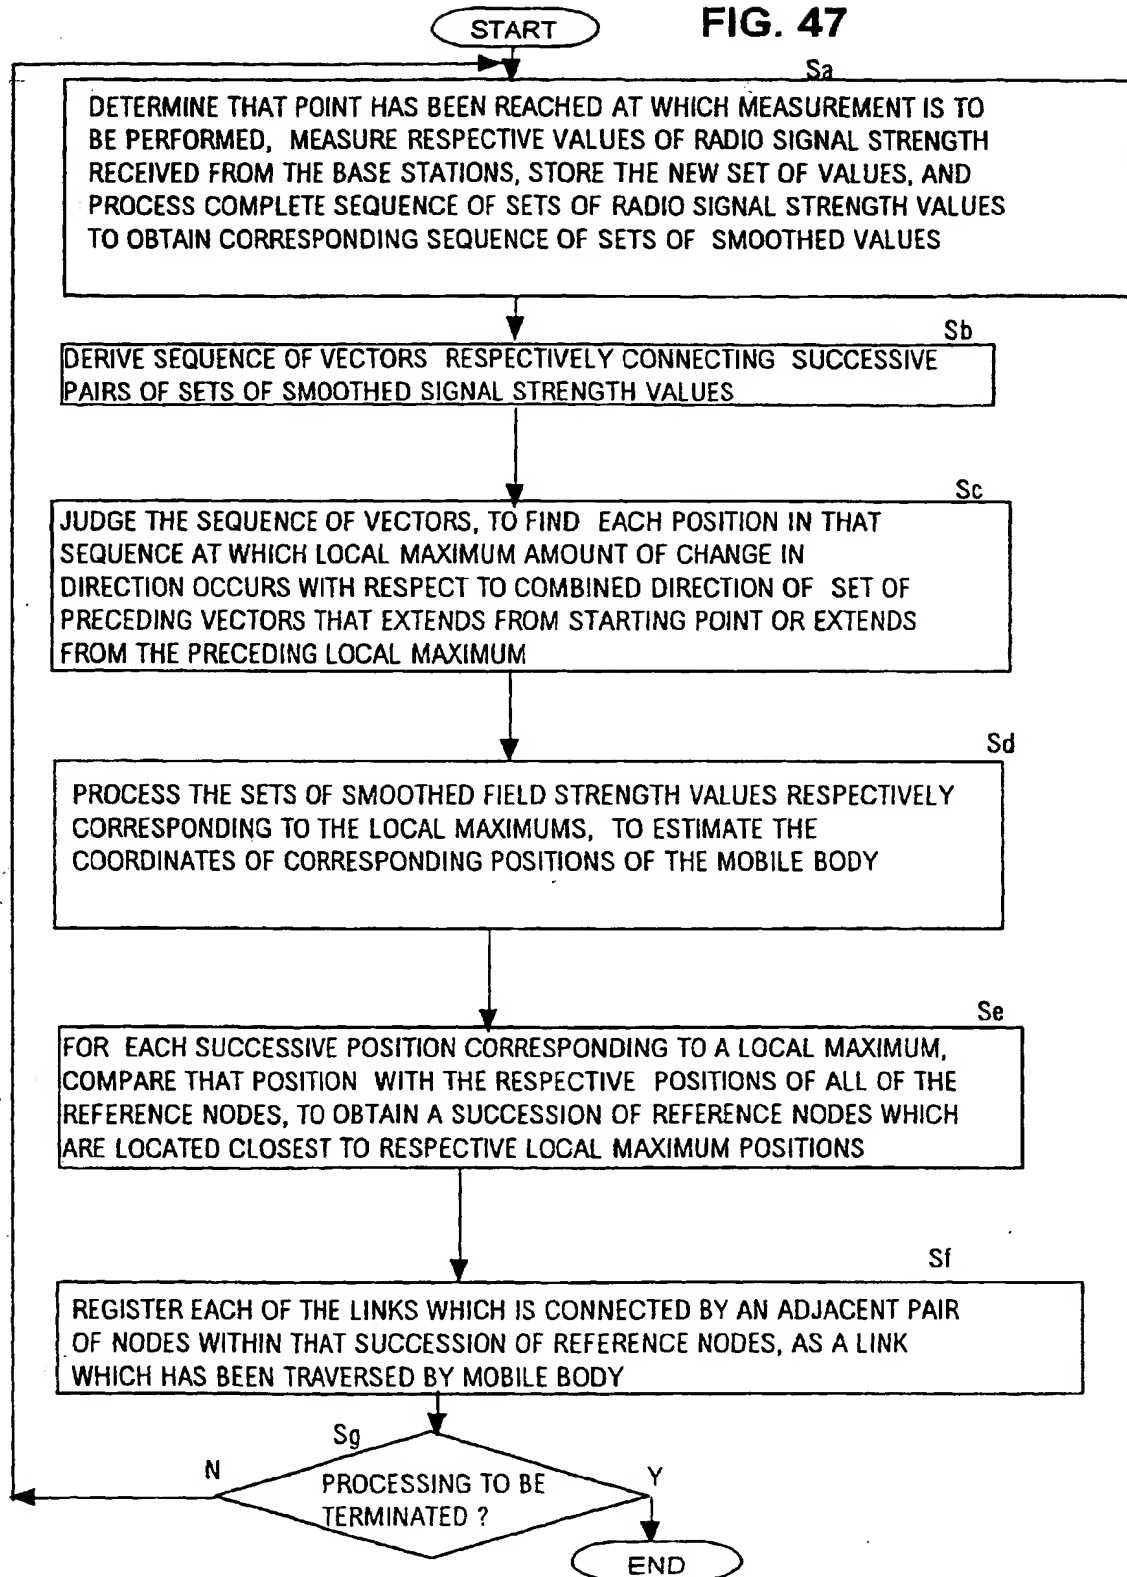 START
FIG. 47
Sa
DETERMINE THAT POINT HAS BEEN REACHED AT WHICH MEASUREMENT IS TO
BE PERFORMED, MEASURE RESPECTIVE VALUES OF RADIO SIGNAL STRENGTH
RECEIVED FROM THE BASE STATIONS, STORE THE NEW SET OF VALUES, AND
PROCESS COMPLETE SEQUENCE OF SETS OF RADIO SIGNAL STRENGTH VALUES
TO OBTAIN CORRESPONDING SEQUENCE OF SETS OF SMOOTHED VALUES
Sb
DERIVE SEQUENCE OF VECTORS RESPECTIVELY CONNECTING SUCCESSIVE
PAIRS OF SETS OF SMOOTHED SIGNAL STRENGTH VALUES
Sc
JUDGE THE SEQUENCE OF VECTORS, TO FIND EACH POSITION IN THAT
SEQUENCE AT WHICH LOCAL MAXIMUM AMOUNT OF CHANGE IN
DIRECTION OCCURS WITH RESPECT TO COMBINED DIRECTION OF SET OF
PRECEDING VECTORS THAT EXTENDS FROM STARTING POINT OR EXTENDS
FROM THE PRECEDING LOCAL MAXIMUM
Sd
PROCESS THE SETS OF SMOOTHED FIELD STRENGTH VALUES RESPECTIVELY
CORRESPONDING TO THE LOCAL MAXIMUMS, TO ESTIMATE THE
COORDINATES OF CORRESPONDING POSITIONS OF THE MOBILE BODY
Se
FOR EACH SUCCESSIVE POSITION CORRESPONDING TO A LOCAL MAXIMUM,
COMPARE THAT POSITION WITH THE RESPECTIVE POSITIONS OF ALL OF THE
REFERENCE NODES, TO OBTAIN A SUCCESSION OF REFERENCE NODES WHICH
ARE LOCATED CLOSEST TO RESPECTIVE LOCAL MAXIMUM POSITIONS
Sf
REGISTER EACH OF THE LINKS WHICH IS CONNECTED BY AN ADJACENT PAIR
OF NODES WITHIN THAT SUCCESSION OF REFERENCE NODES, AS A LINK
WHICH HAS BEEN TRAVERSED BY MOBILE BODY
Sg
N
PROCESSING TO BE
TERMINATED ?
Y
END